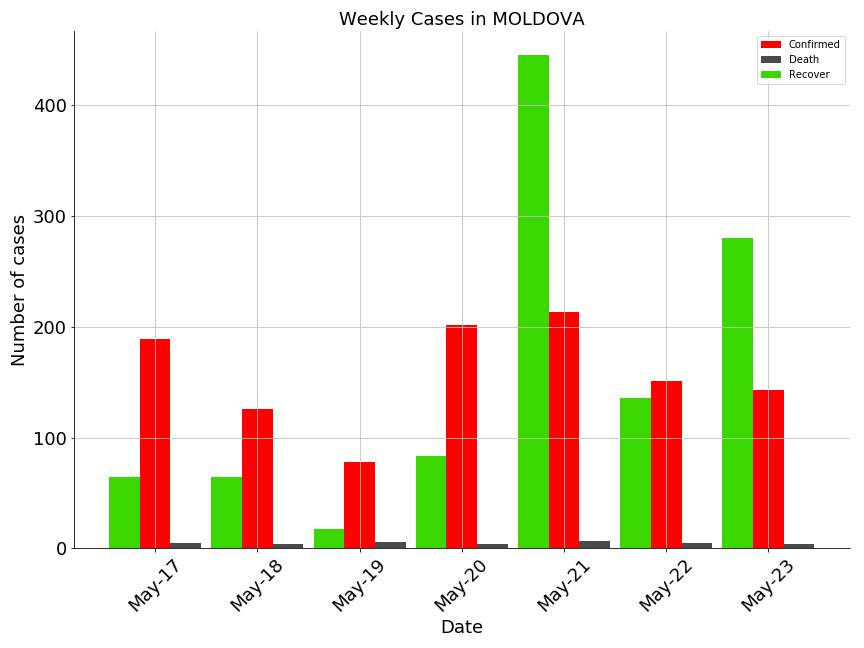 Weekly Cases in MOLDOVA
Confirmed
Death
Recover
Number of cases
400
300
200
100
0
May-17
May-18
May-19
May-20
May-21
May-22
May-23
Date